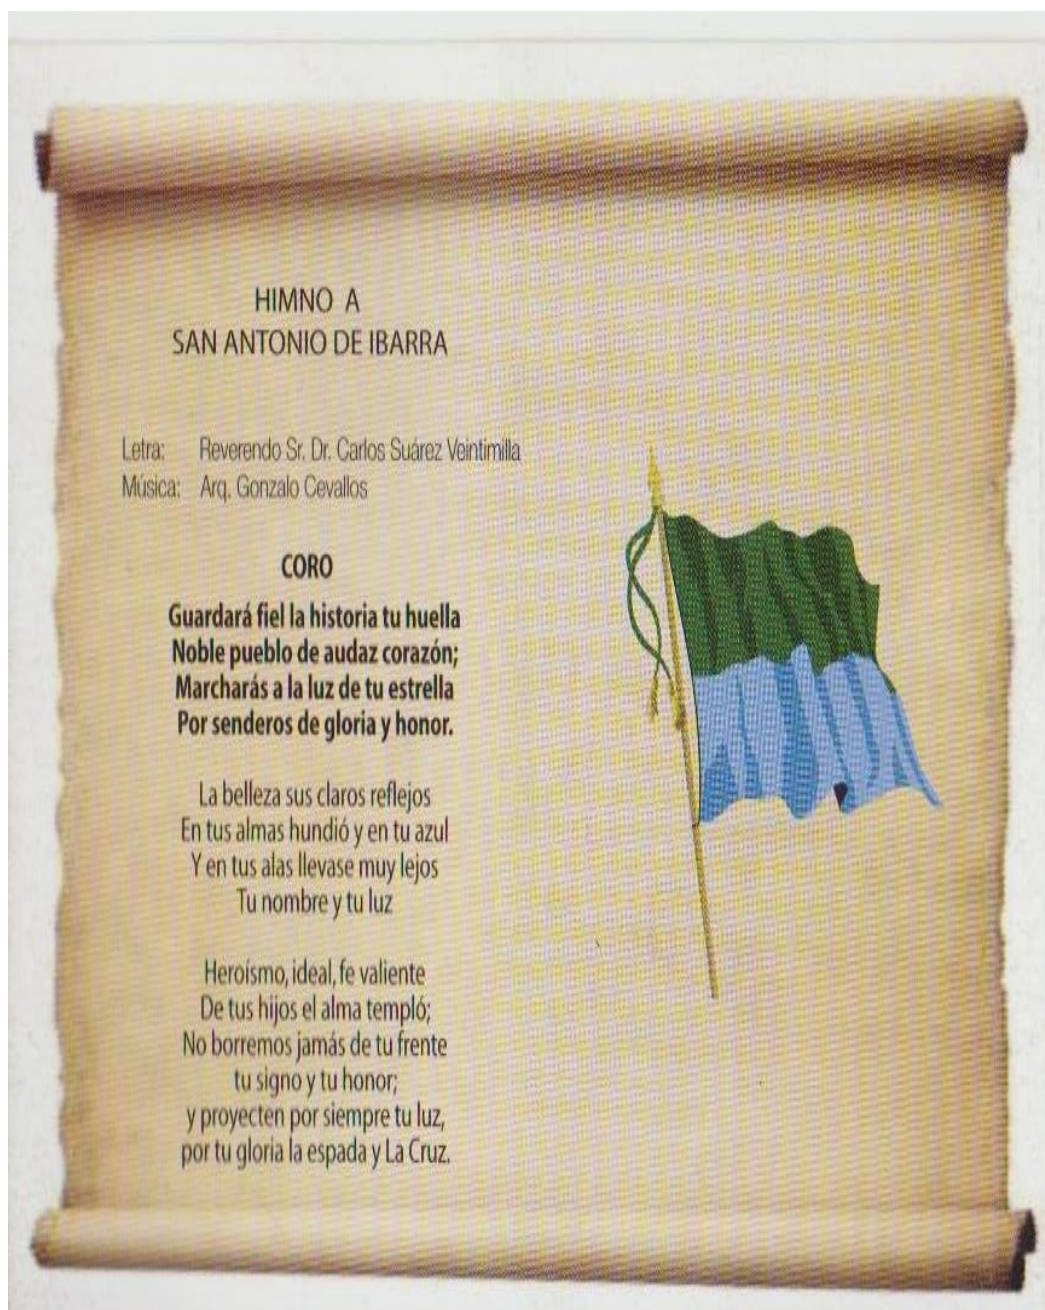 HIMNO A
SAN ANTONIO DE IBARRA
Letra: Reverendo Sr. Dr. Carlos Suárez Veintimilla
Música: Arq. Gonzalo Cevallos
CORO
Guardará fiel la historia tu huella
Noble pueblo de audaz corazón;
Marcharás a la luz de tu estrella
Por senderos de gloria y honor.
La belleza sus claros reflejos
En tus almas hundió y en tu azul
Y en tus alas llevase muy lejos
Tu nombre y tu luz
Heroísmo, ideal, fe valiente
De tus hijos el alma templó;
No borremos jamás de tu frente
tu signo y tu honor;
y proyecten por siempre tu luz,
por tu gloria la espada y La Cruz.